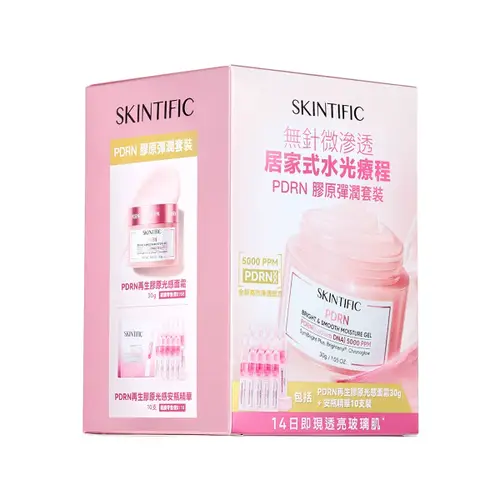 SKINTIFIC
PDRN 膠原彈潤套裝
SKINTIFIC
PDRN再生膠原光感面霜
30g
PDRN再生膠原光感安瓶精華
10支
SKINTIFIC
無針微滲透
居家式水光療程
PDRN 膠原彈潤套裝
5000 PPM
PDRN
SKINTIFIC
PDRN
BRIGHT & SMOOTH MOISTURE GEL
DNA 5000 PPM
30g / 1.05 OZ.
包括
PDRN再生膠原光感面霜30g
+ 安瓶精華10支裝
14日即現透亮玻璃肌